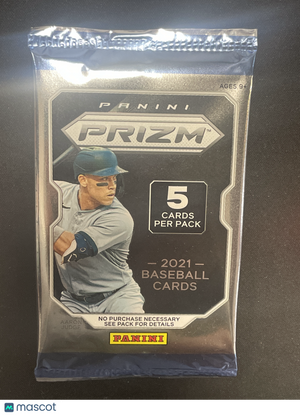 AGES 9+
PANINI
PRIZM
5
CARDS
PER PACK
2021
BASEBALL
CARDS
NO PURCHASE NECESSARY
SEE PACK FOR DETAILS
PANINI
mascot